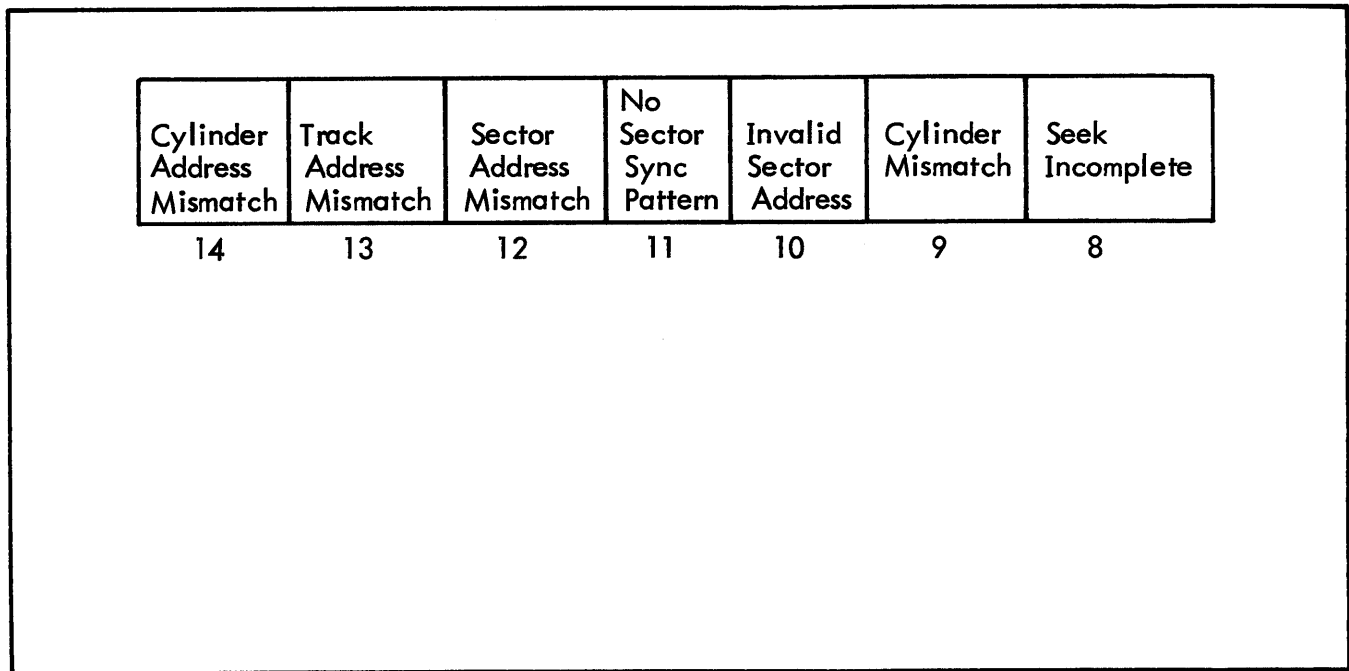 Cylinder
Address
Mismatch
Track
Address
Mismatch
Sector
Address
Mismatch
No
Sector
Sync
Pattern
Invalid
Sector
Address
Cylinder
Mismatch
Seek
Incomplete
14 13 12 11 10 9 8